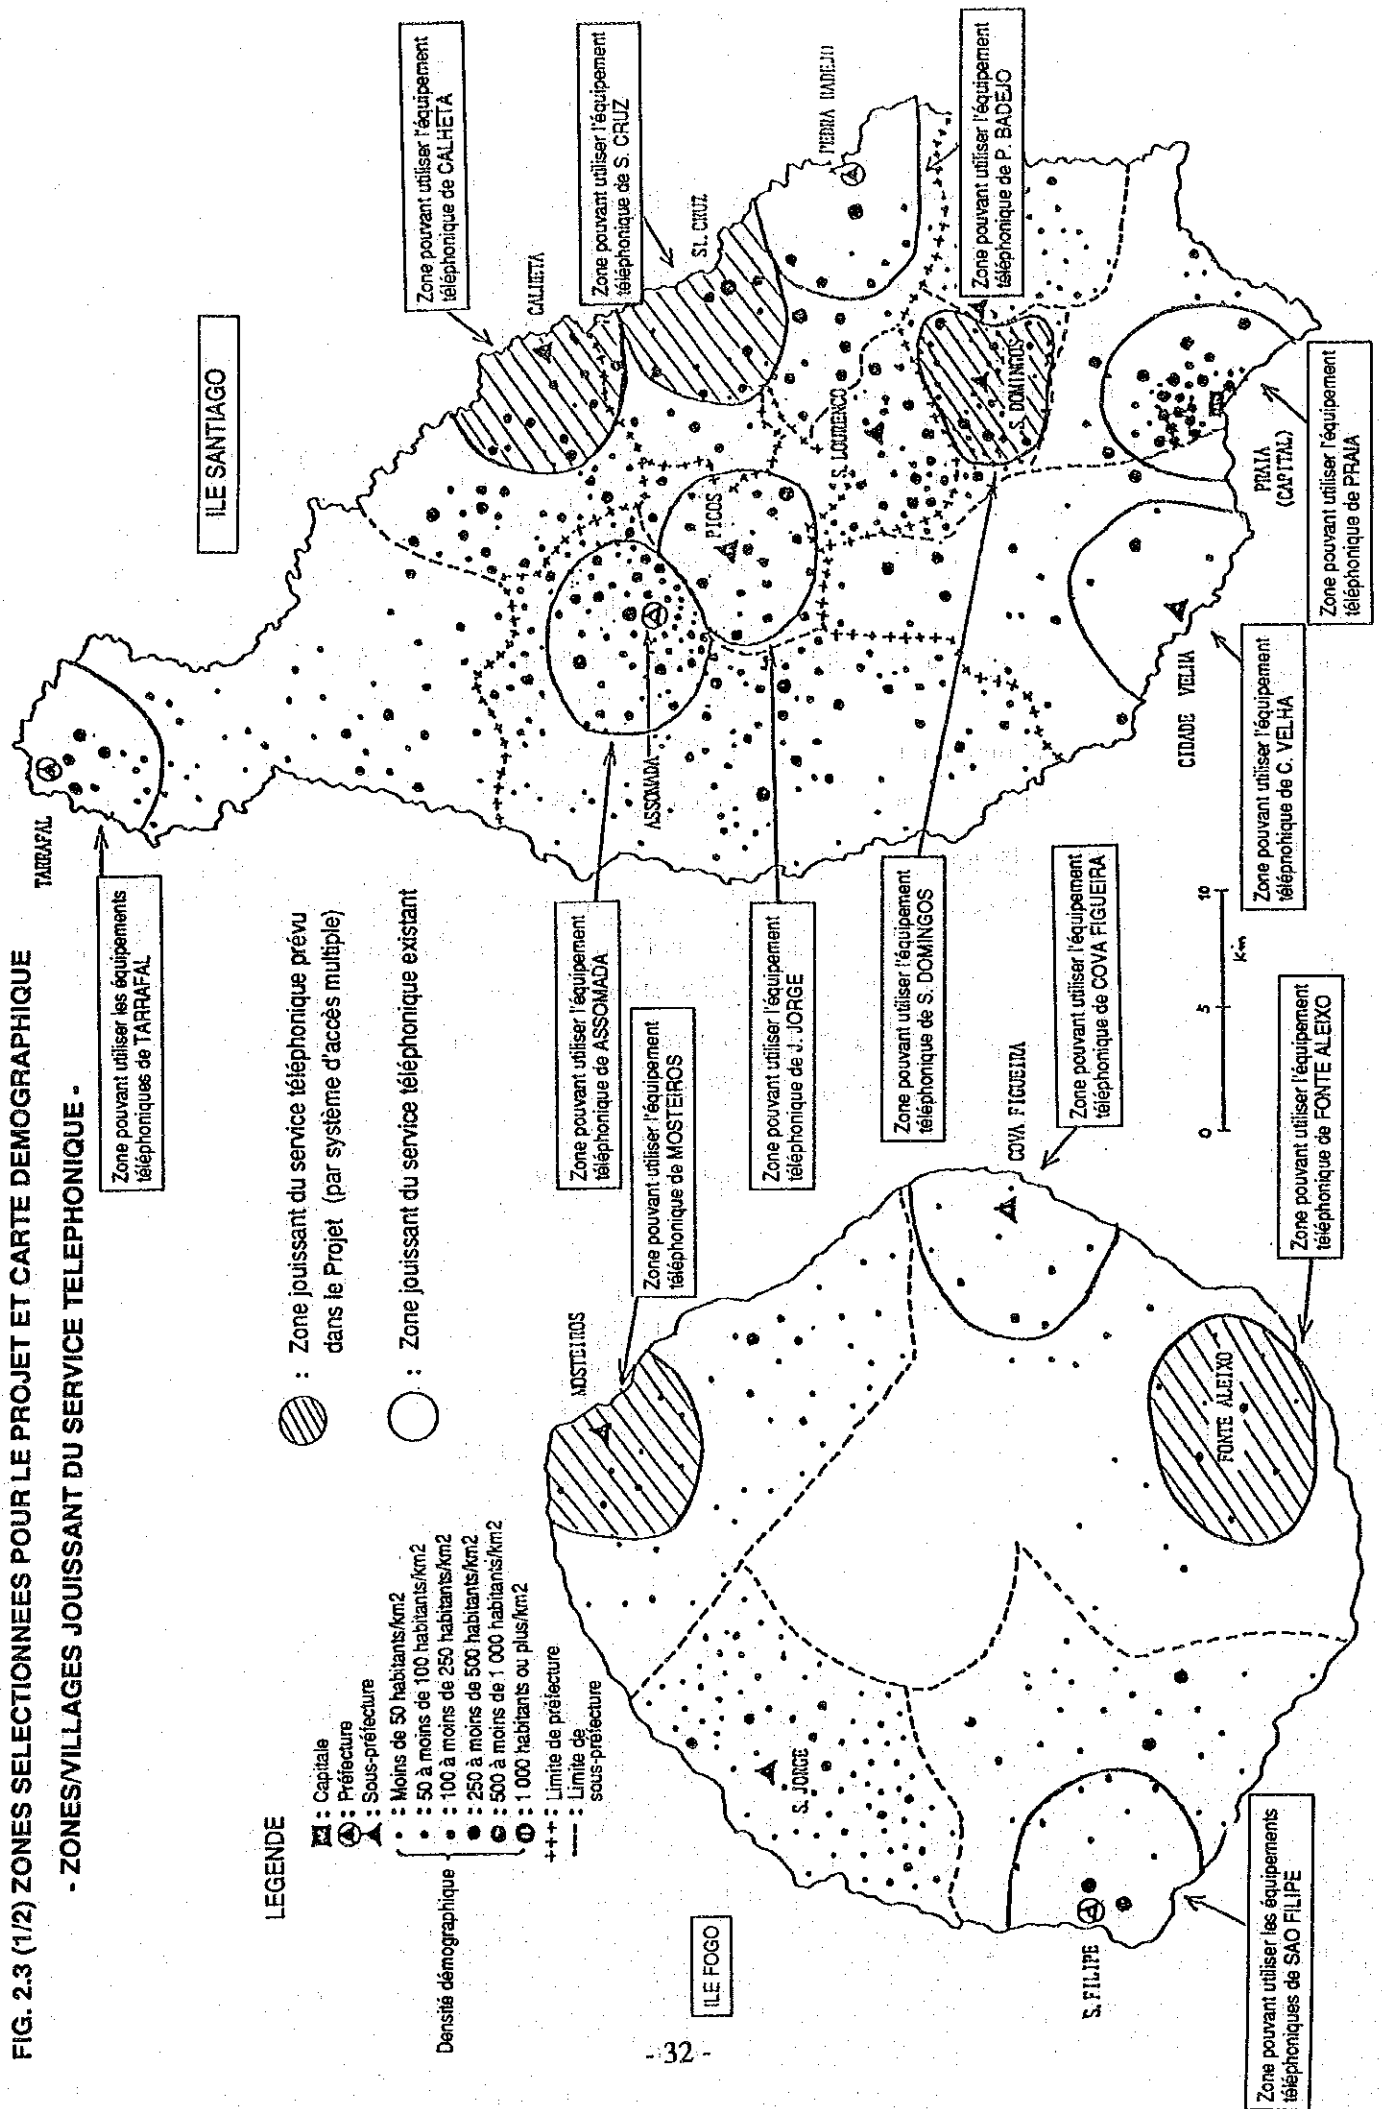 FIG. 2.3 (1/2) ZONES SELECTIONNEES POUR LE PROJET ET CARTE DEMOGRAPHIQUE
- ZONES/VILLAGES JOUISSANT DU SERVICE TELEPHONIQUE -
LEGENDE
: Capitale
: Préfecture
: Sous-préfecture
Densité démographique
: Moins de 50 habitants/km2
: 50 à moins de 100 habitants/km2
: 100 à moins de 250 habitants/km2
: 250 à moins de 500 habitants/km2
: 500 à moins de 1 000 habitants/km2
: 1 000 habitants ou plus/km2
+++ : Limite de préfecture
--- : Limite de
sous-préfecture
: Zone jouissant du service téléphonique prévu
dans le Projet (par système d'accès multiple)
: Zone jouissant du service téléphonique existant
ILE SANTIAGO
TARRAFAL
Zone pouvant utiliser les équipements
téléphoniques de TARRAFAL
Zone pouvant utiliser l'équipement
téléphonique de CALHETA
CALHETA
Zone pouvant utiliser l'équipement
téléphonique de S. CRUZ
St. CRUZ
PEDRA BADEJO
Zone pouvant utiliser l'équipement
téléphonique de P. BADEJO
ASSOMADA
PICOS
S. LOURENCO
S. DOMINGOS
Zone pouvant utiliser l'équipement
téléphonique de ASSOMADA
Zone pouvant utiliser l'équipement
téléphonique de J. JORGE
Zone pouvant utiliser l'équipement
téléphonique de S. DOMINGOS
PRAIA
(CAPITAL)
Zone pouvant utiliser l'équipement
téléphonique de PRAIA
CIDADE VELHA
Zone pouvant utiliser l'équipement
télépnohique de C. VELHA
0 5 10
Km
ILE FOGO
MOSTEIROS
Zone pouvant utiliser l'équipement
téléphonique de MOSTEIROS
COVA FIGUEIRA
Zone pouvant utiliser l'équipement
téléphonique de COVA FIGUEIRA
FONTE ALEIXO
Zone pouvant utiliser l'équipement
téléphonique de FONTE ALEIXO
S. JORGE
S. FILIPE
Zone pouvant utiliser les équipements
téléphoniques de SAO FILIPE
- 32 -